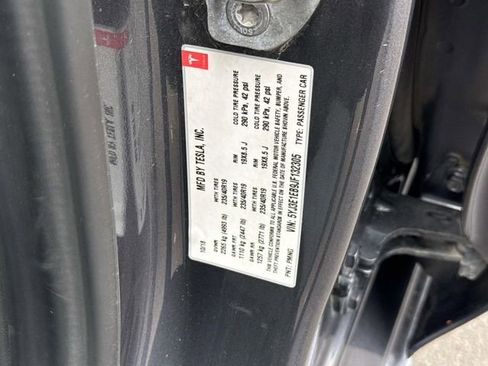 MFD BY TESLA, INC.
10/18
GVWR
2265 kg (4993 lb)
WITH TIRES
235/40R19
RIM
19X8.5 J
COLD TIRE PRESSURE
290 kPa, 42 psi
GAWR FRT
1110 kg (2447 lb)
WITH TIRES
235/40R19
RIM
19X8.5 J
COLD TIRE PRESSURE
290 kPa, 42 psi
GAWR RR
1257 kg (2771 lb)
THIS VEHICLE CONFORMS TO ALL APPLICABLE U.S. FEDERAL MOTOR VEHICLE SAFETY, BUMPER, AND
THEFT PREVENTION STANDARDS IN EFFECT ON THE DATE OF MANUFACTURE SHOWN ABOVE.
PNT: PMNG
VIN: 5YJ3E1EB9JF132305
TYPE: PASSENGER CAR